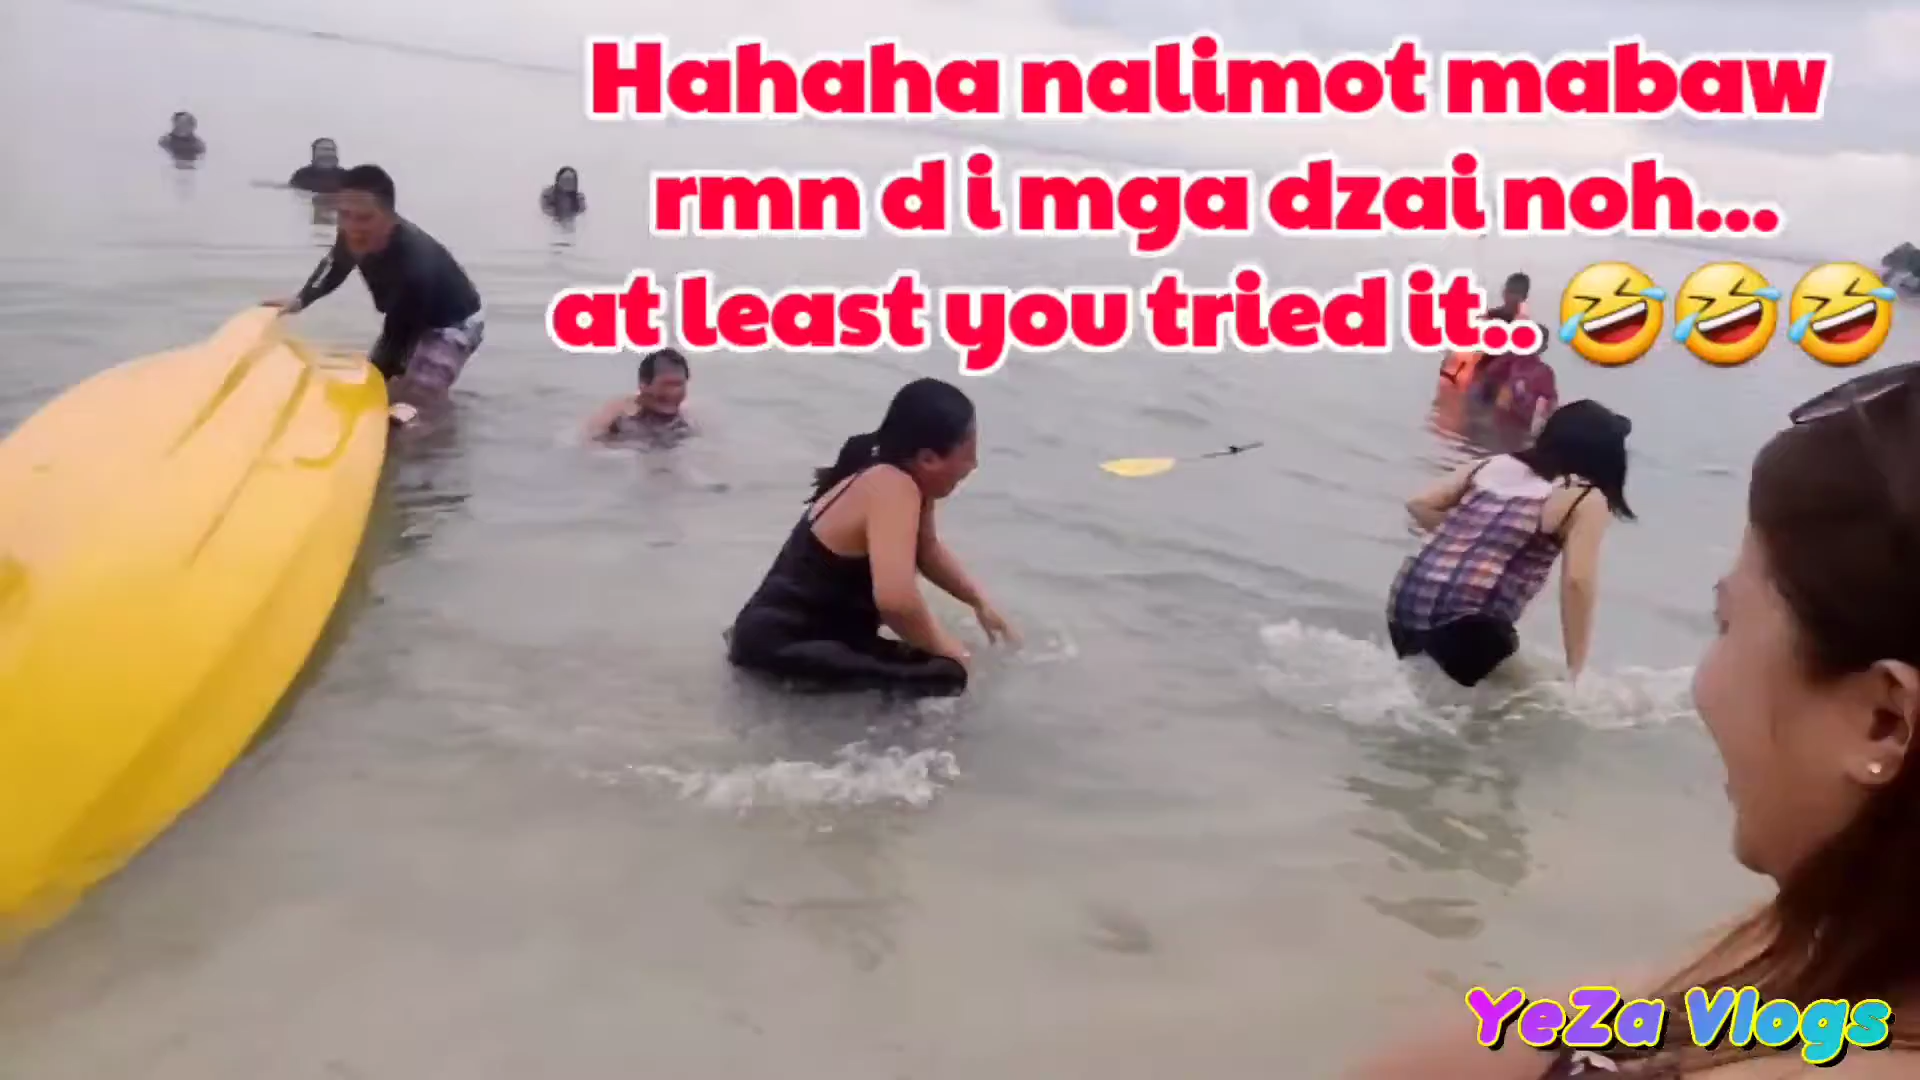 Hahaha nalimot mabaw
rmn d i mga dzai noh...
at least you tried it.. 🤣🤣🤣
YeZa Vlogs